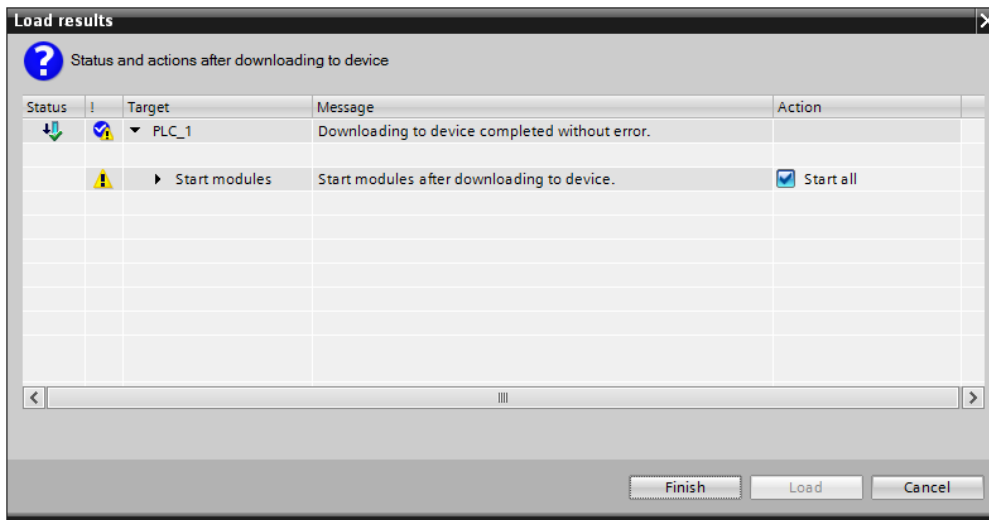 Load results
Status and actions after downloading to device
Status ! Target Message Action
PLC_1 Downloading to device completed without error.
Start modules Start modules after downloading to device. Start all
Finish Load Cancel